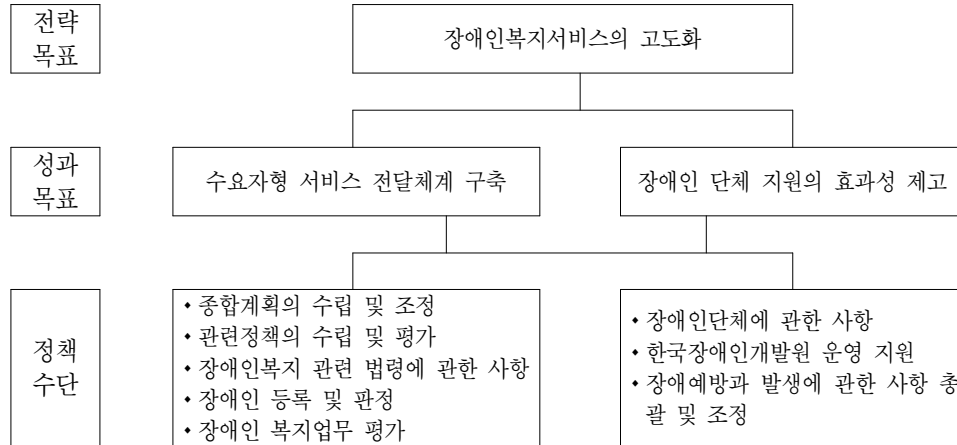 전략
목표
장애인복지서비스의 고도화
성과
목표
수요자형 서비스 전달체계 구축
장애인 단체 지원의 효과성 제고
정책
수단
• 종합계획의 수립 및 조정
• 관련정책의 수립 및 평가
• 장애인복지 관련 법령에 관한 사항
• 장애인 등록 및 판정
• 장애인 복지업무 평가
• 장애인단체에 관한 사항
• 한국장애인개발원 운영 지원
• 장애예방과 발생에 관한 사항 총
괄 및 조정